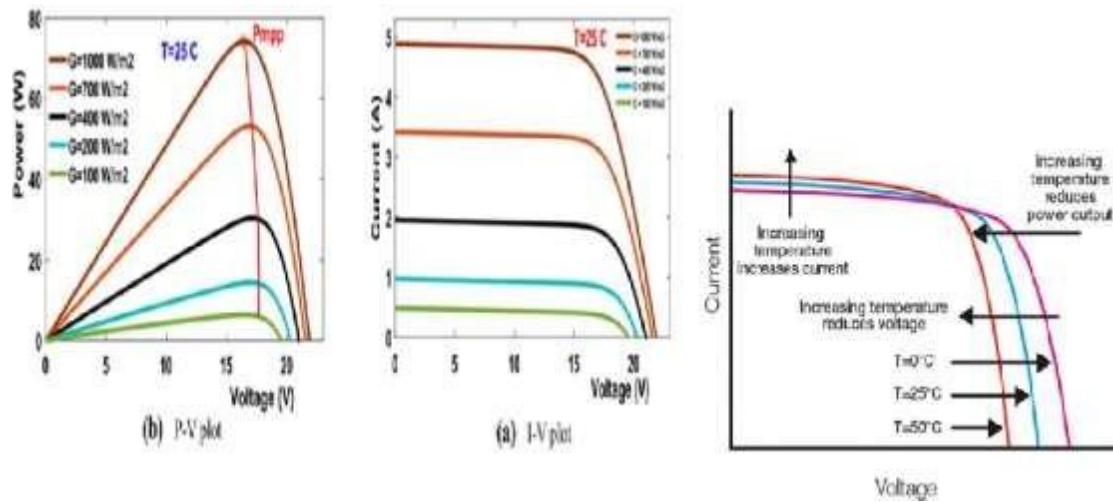 80
60
40
20
0
Power (W)
T=25 C
Pmpp
G=1000 W/m2
G=700 W/m2
G=400 W/m2
G=200 W/m2
G=100 W/m2
0 5 10 15 20
Voltage (V)
(b) P-V plot
5
4
3
2
1
0
Current (A)
T=25 C
0 5 10 15 20
Voltage (V)
(a) I-V plot
Current
Increasing
temperature
increases current
Increasing
temperature
reduces
power output
Increasing temperature
reduces voltage
T=0°C
T=25°C
T=50°C
Voltage